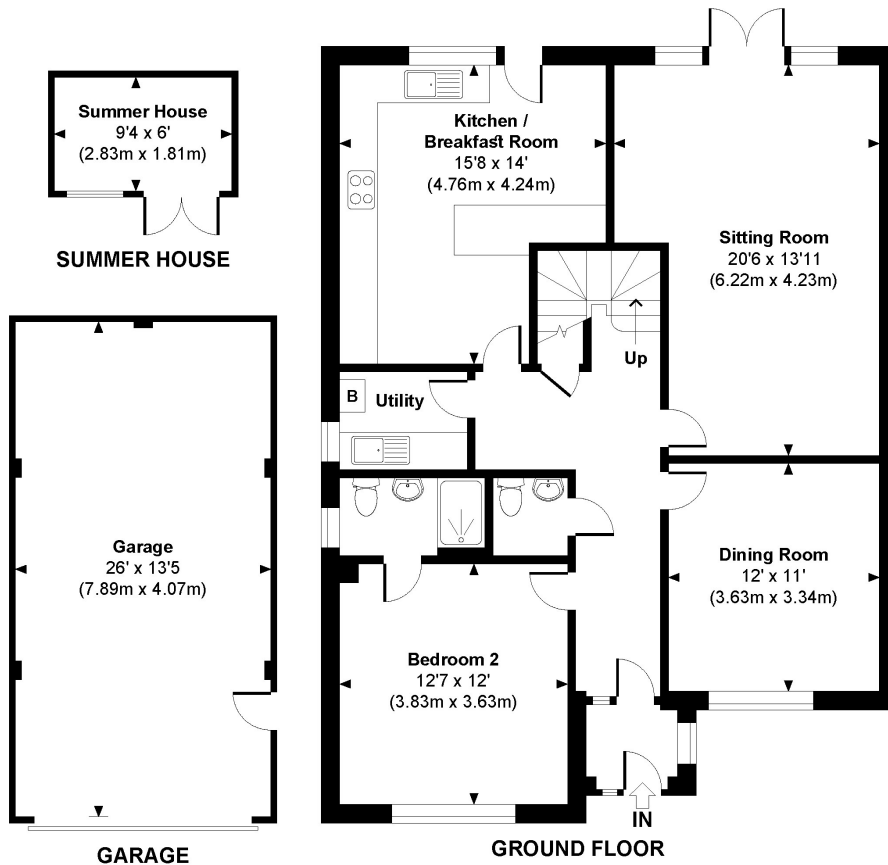 Summer House
9'4 x 6'
(2.83m x 1.81m)
SUMMER HOUSE
Kitchen /
Breakfast Room
15'8 x 14'
(4.76m x 4.24m)
Sitting Room
20'6 x 13'11
(6.22m x 4.23m)
Up
B
Utility
Garage
26' x 13'5
(7.89m x 4.07m)
Dining Room
12' x 11'
(3.63m x 3.34m)
Bedroom 2
12'7 x 12'
(3.83m x 3.63m)
IN
GARAGE
GROUND FLOOR